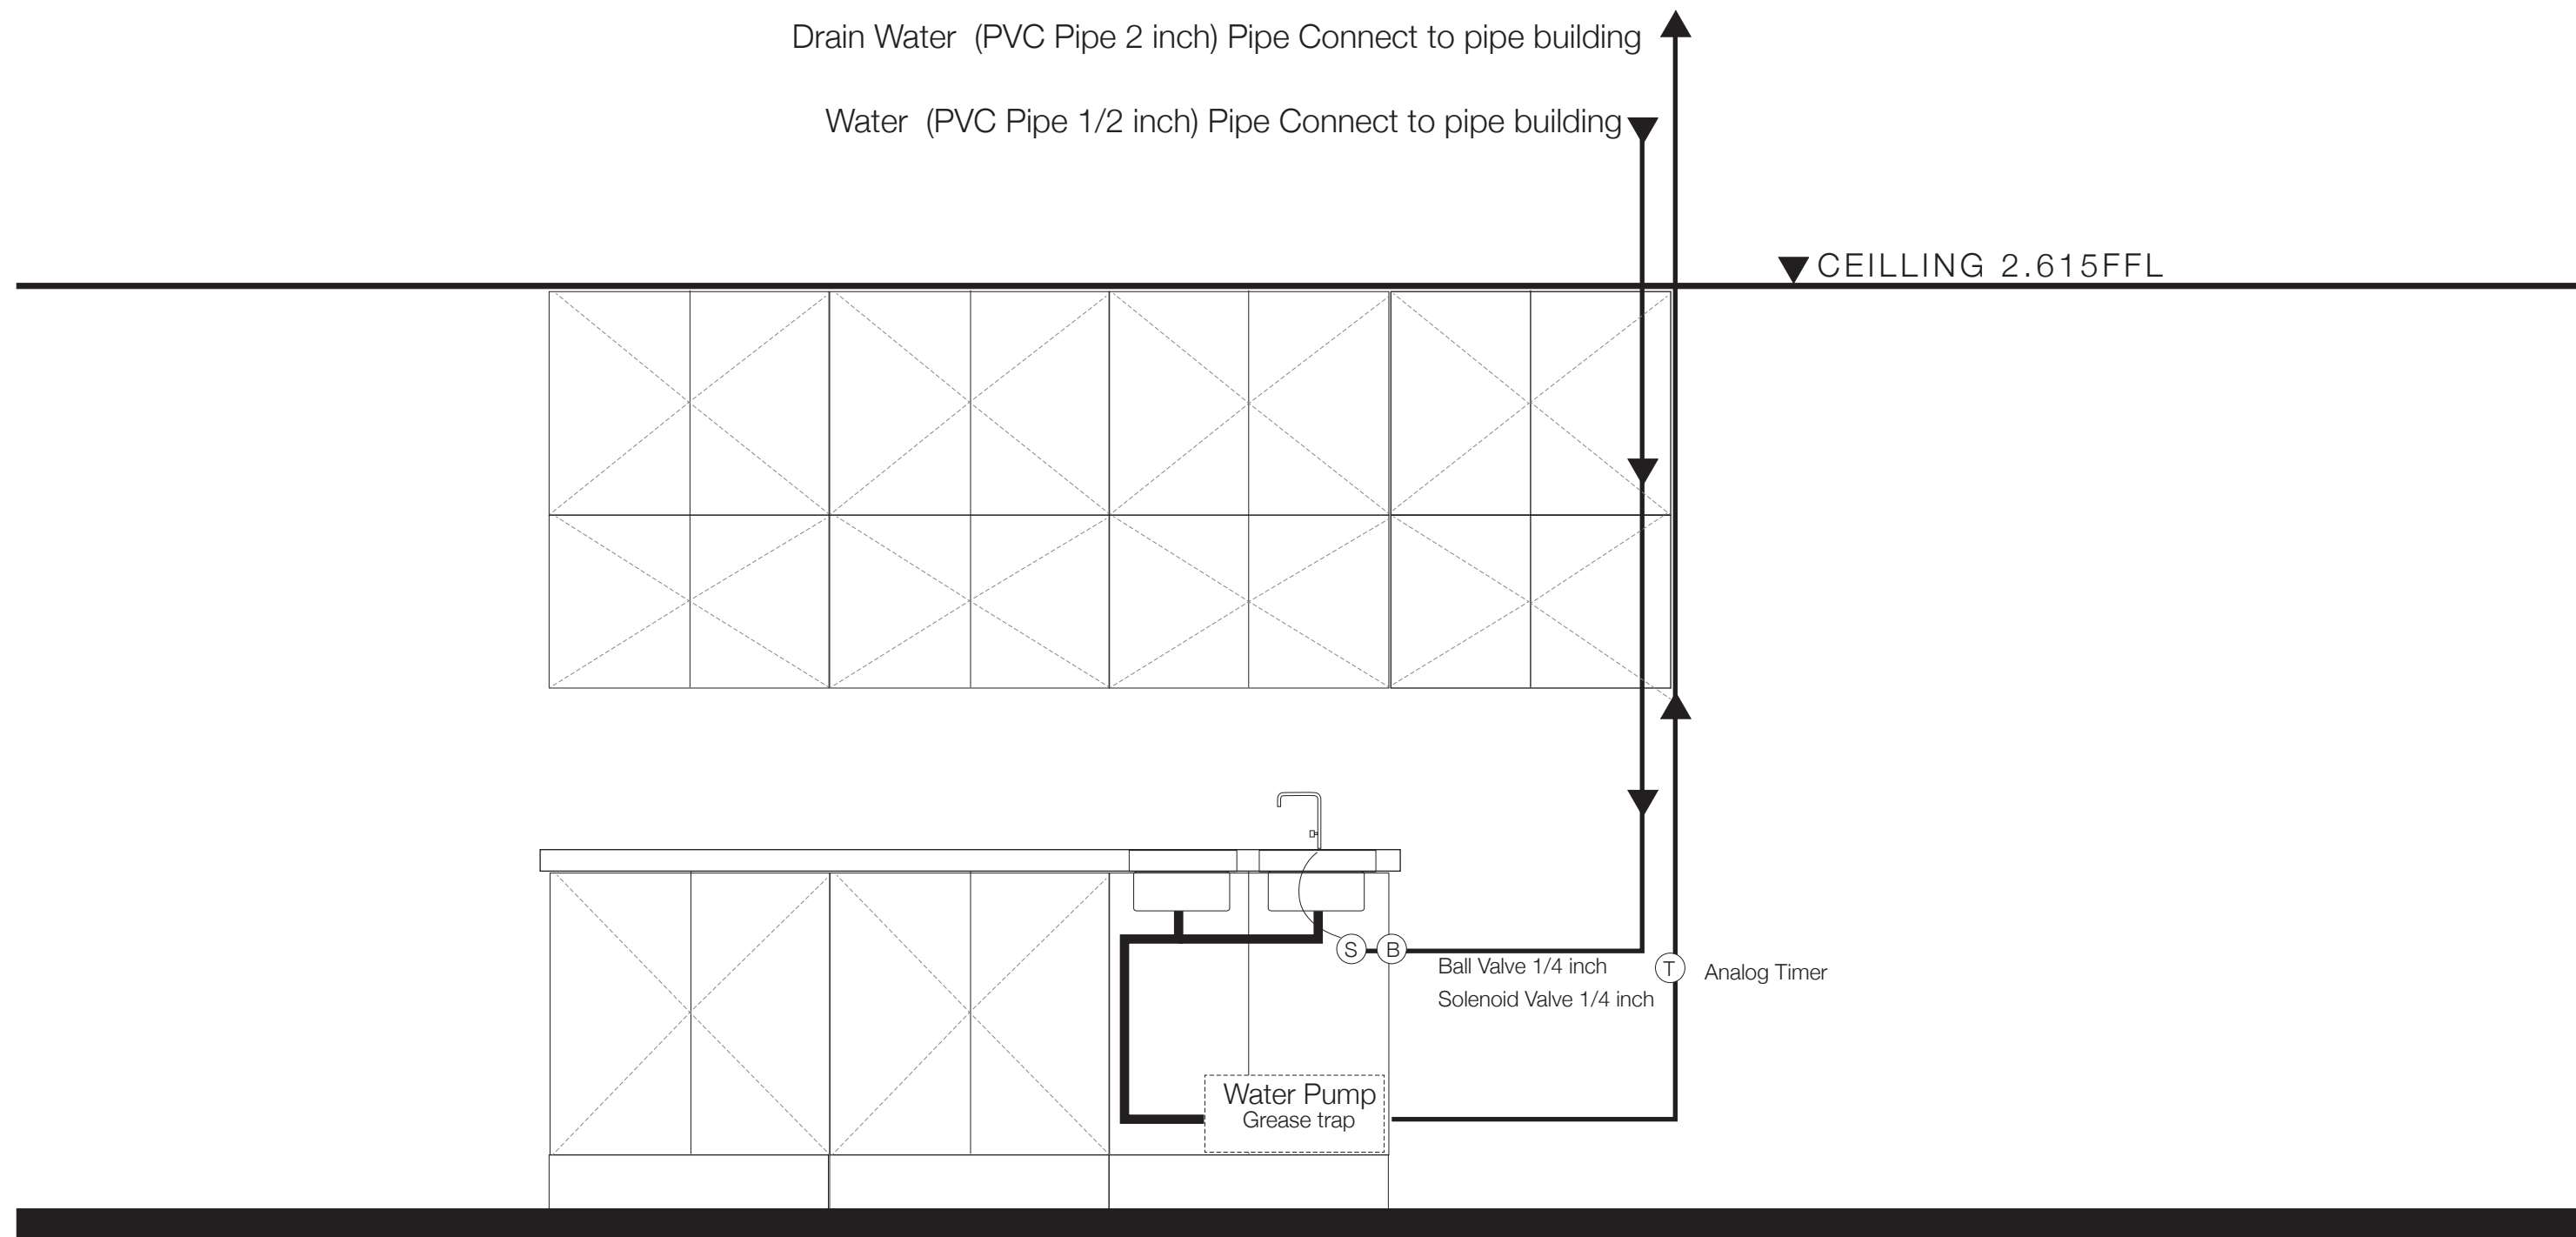 Drain Water (PVC Pipe 2 inch) Pipe Connect to pipe building
Water (PVC Pipe 1/2 inch) Pipe Connect to pipe building
CEILLING 2.615FFL
S
B
Ball Valve 1/4 inch
Solenoid Valve 1/4 inch
T
Analog Timer
Water Pump
Grease trap